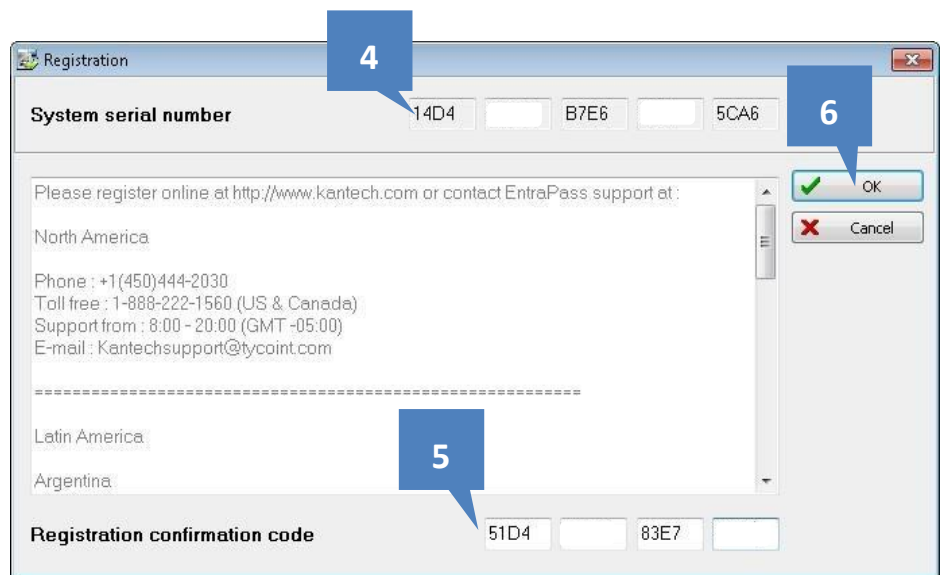 4
Registration
System serial number 14D4 B7E6 5CA6
6
Please register online at http://www.kantech.com or contact EntraPass support at :
OK
North America
Cancel
Phone : +1(450)444-2030
Toll free : 1-888-222-1560 (US & Canada)
Support from : 8:00 - 20:00 (GMT -05:00)
E-mail : Kantechsupport@tycoint.com
==========================================================
Latin America
5
Argentina
Registration confirmation code 51D4 83E7